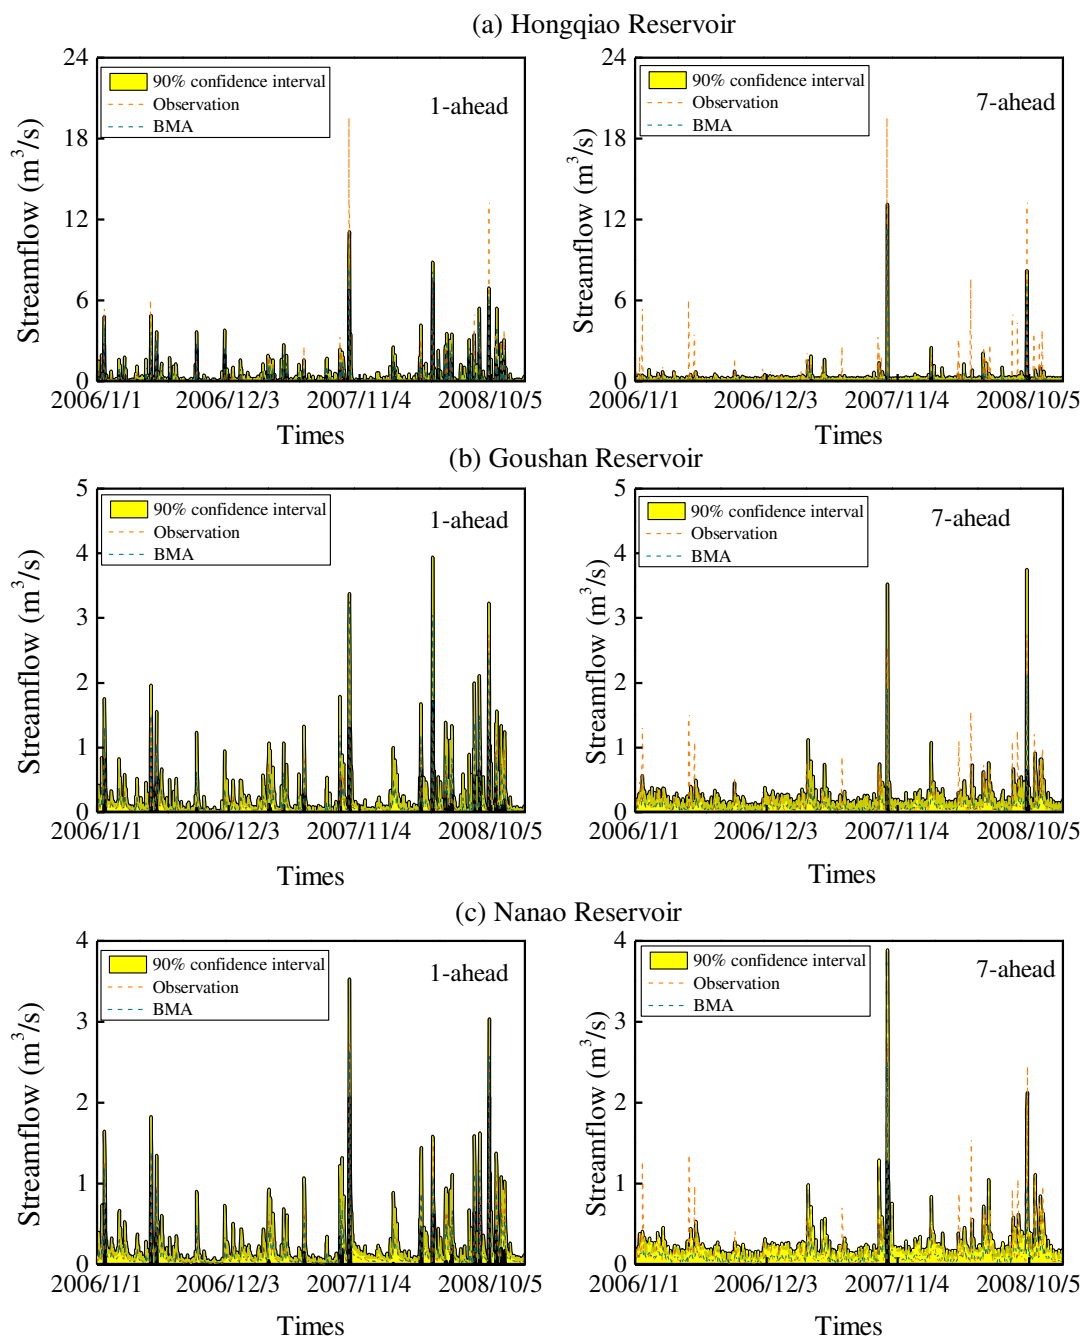 (a) Hongqiao Reservoir
24
18
12
6
0
Streamflow (m³/s)
90% confidence interval
Observation
BMA
1-ahead
2006/1/1
2006/12/3
2007/11/4
2008/10/5
Times
24
18
12
6
0
Streamflow (m³/s)
90% confidence interval
Observation
BMA
7-ahead
2006/1/1
2006/12/3
2007/11/4
2008/10/5
Times
(b) Goushan Reservoir
5
4
3
2
1
0
Streamflow (m³/s)
90% confidence interval
Observation
BMA
1-ahead
2006/1/1
2006/12/3
2007/11/4
2008/10/5
Times
5
4
3
2
1
0
Streamflow (m³/s)
90% confidence interval
Observation
BMA
7-ahead
2006/1/1
2006/12/3
2007/11/4
2008/10/5
Times
(c) Nanao Reservoir
4
3
2
1
0
Streamflow (m³/s)
90% confidence interval
Observation
BMA
1-ahead
2006/1/1
2006/12/3
2007/11/4
2008/10/5
Times
4
3
2
1
0
Streamflow (m³/s)
90% confidence interval
Observation
BMA
7-ahead
2006/1/1
2006/12/3
2007/11/4
2008/10/5
Times